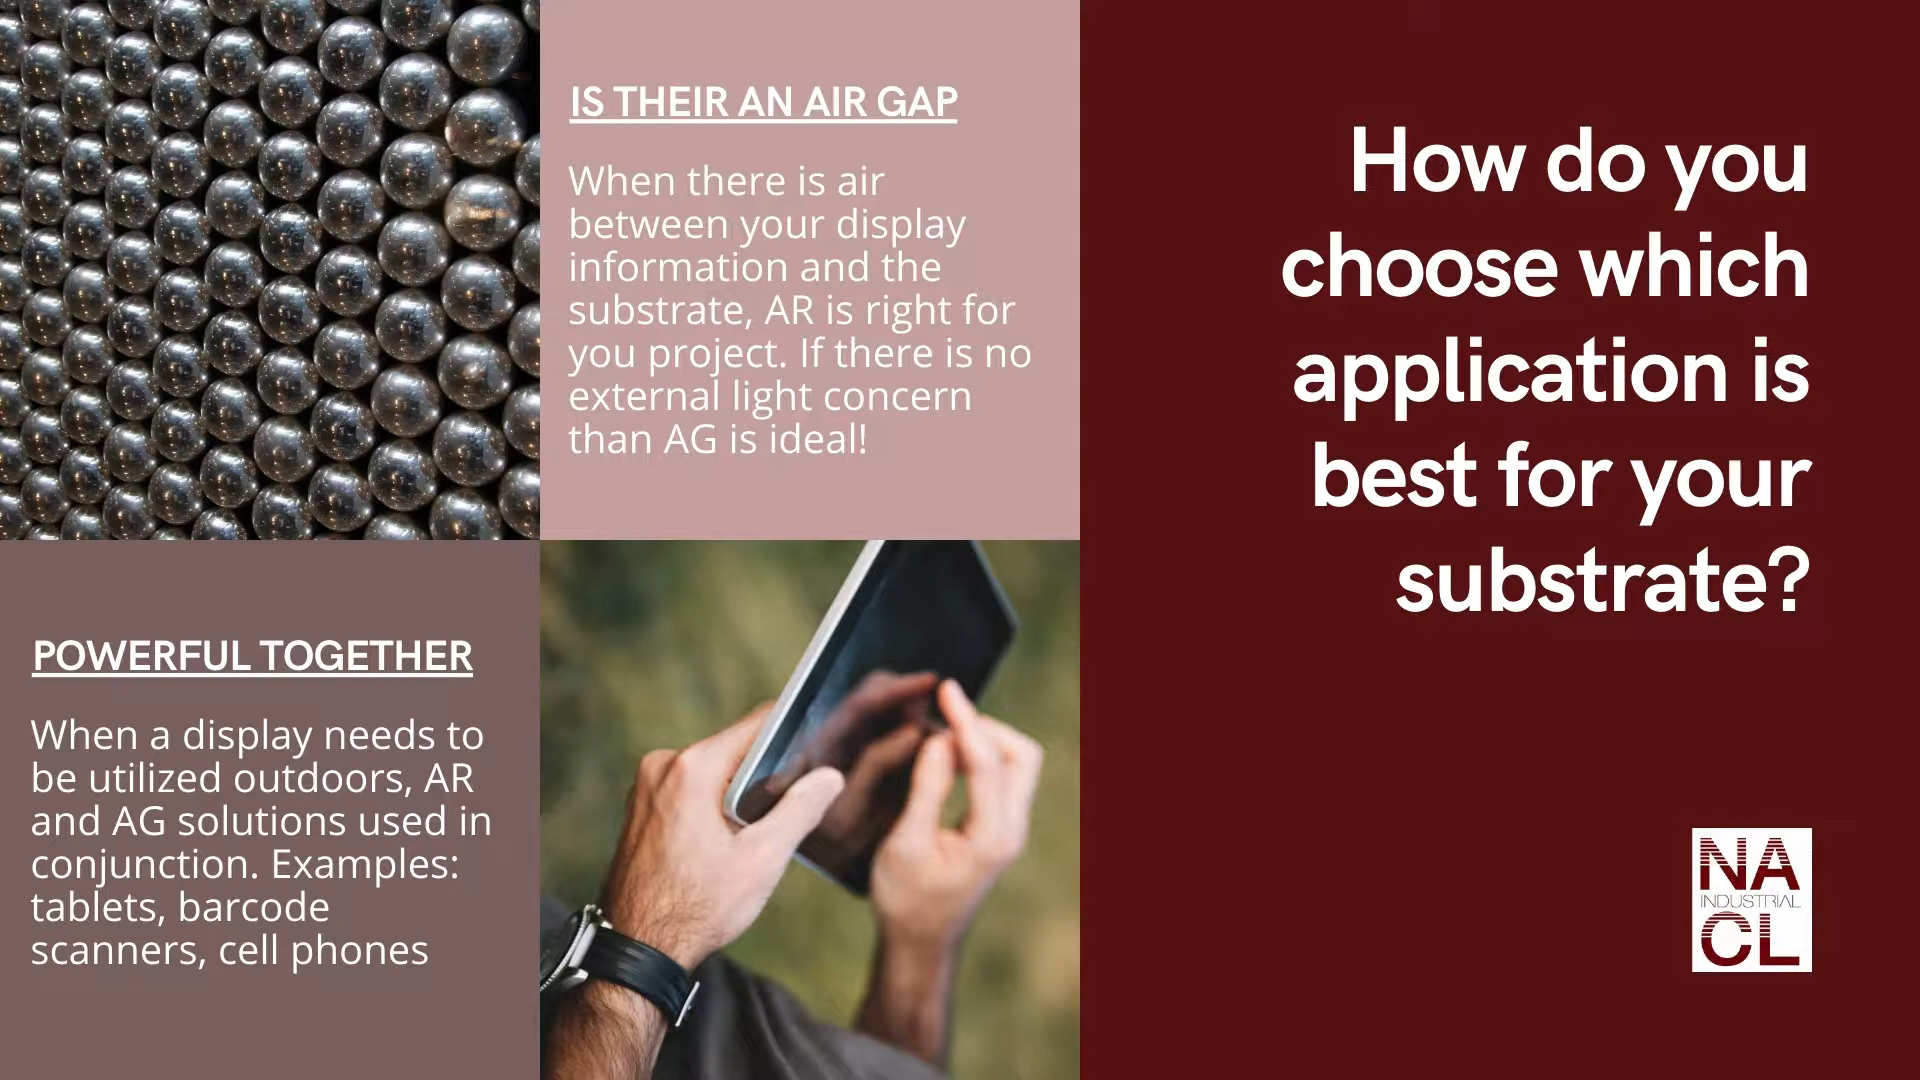 IS THEIR AN AIR GAP
When there is air
between your display
information and the
substrate, AR is right for
you project. If there is no
external light concern
than AG is ideal!
POWERFUL TOGETHER
When a display needs to
be utilized outdoors, AR
and AG solutions used in
conjunction. Examples:
tablets, barcode
scanners, cell phones
How do you
choose which
application is
best for your
substrate?
NA
INDUSTRIAL
CL